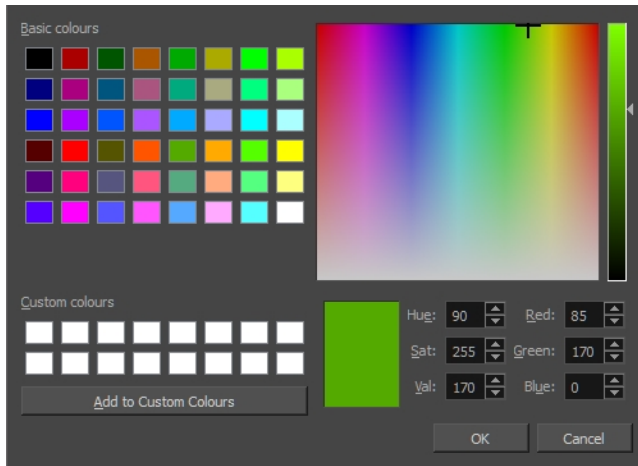 Basic colours
Custom colours
Add to Custom Colours
Hue: 90 Red: 85
Sat: 255 Green: 170
Val: 170 Blue: 0
OK Cancel